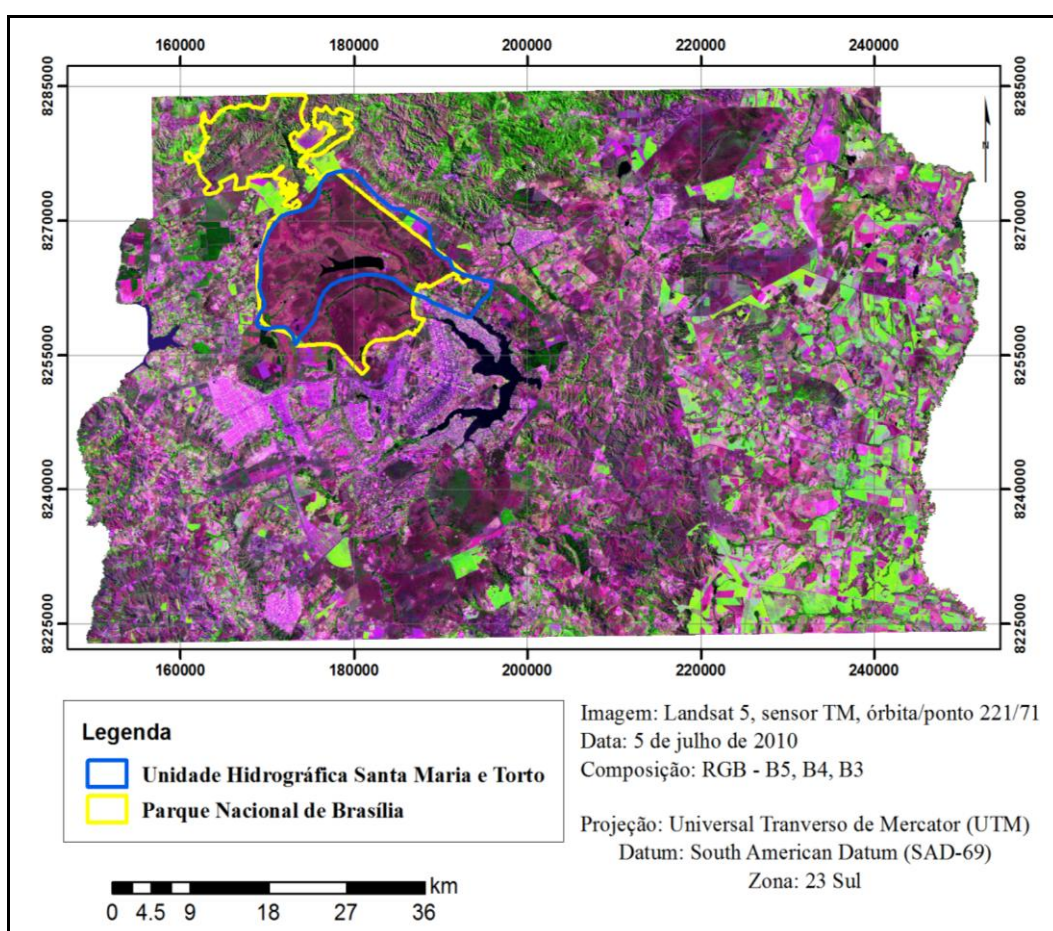 160000 180000 200000 220000 240000
8285000 8285000
N
8270000 8270000
8255000 8255000
8240000 8240000
8225000 8225000
160000 180000 200000 220000 240000
Legenda
Unidade Hidrográfica Santa Maria e Torto
Parque Nacional de Brasília
km
0 4.5 9 18 27 36
Imagem: Landsat 5, sensor TM, órbita/ponto 221/71
Data: 5 de julho de 2010
Composição: RGB - B5, B4, B3
Projeção: Universal Tranverso de Mercator (UTM)
Datum: South American Datum (SAD-69)
Zona: 23 Sul